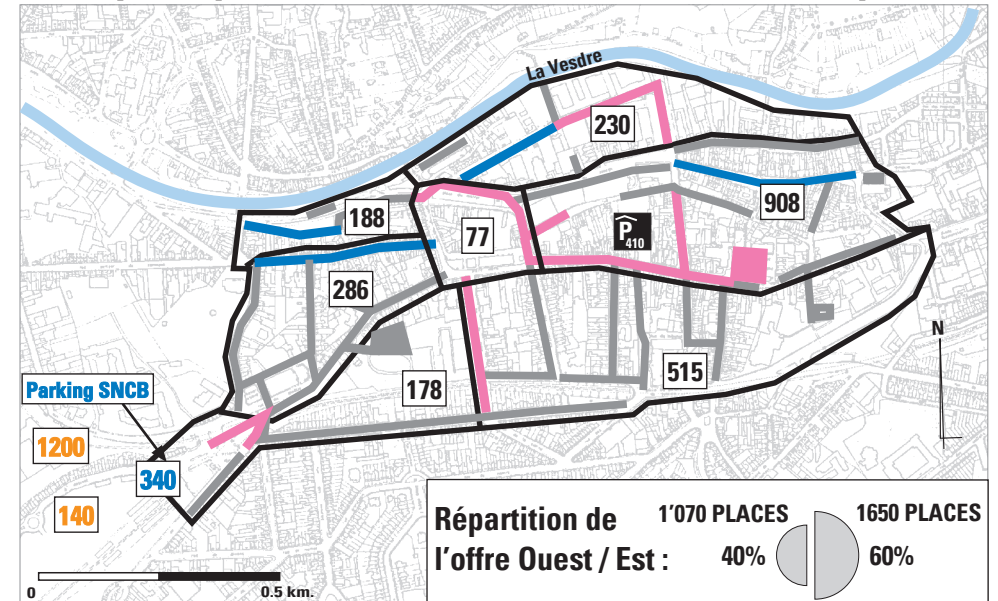 La Vesdre
230
188
77
P
410
908
286
178
515
N
Parking SNCB
1200
340
140
0
0.5 km.
Répartition de
l'offre Ouest / Est :
1'070 PLACES
40%
1650 PLACES
60%